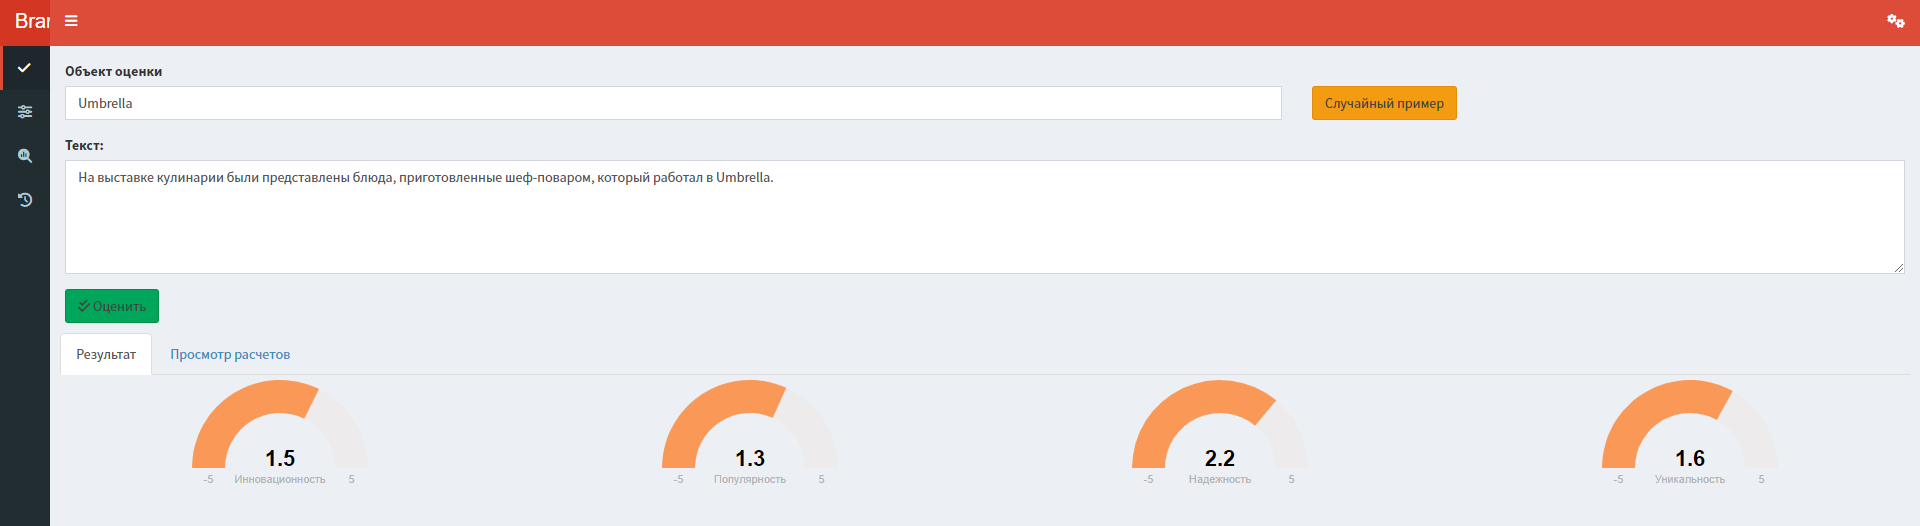 Bran
Объект оценки
Umbrella
Случайный пример
Текст:
На выставке кулинарии были представлены блюда, приготовленные шеф-поваром, который работал в Umbrella.
Оценить
Результат Просмотр расчетов
1.5 1.3 2.2 1.6
-5 Инновационность 5 -5 Популярность 5 -5 Надежность 5 -5 Уникальность 5